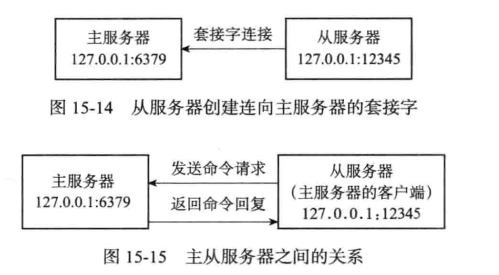 主服务器
127.0.0.1:6379
套接字连接
从服务器
127.0.0.1:12345
图 15-14 从服务器创建连向主服务器的套接字
主服务器
127.0.0.1:6379
发送命令请求
返回命令回复
从服务器
(主服务器的客户端)
127.0.0.1:12345
图 15-15 主从服务器之间的关系